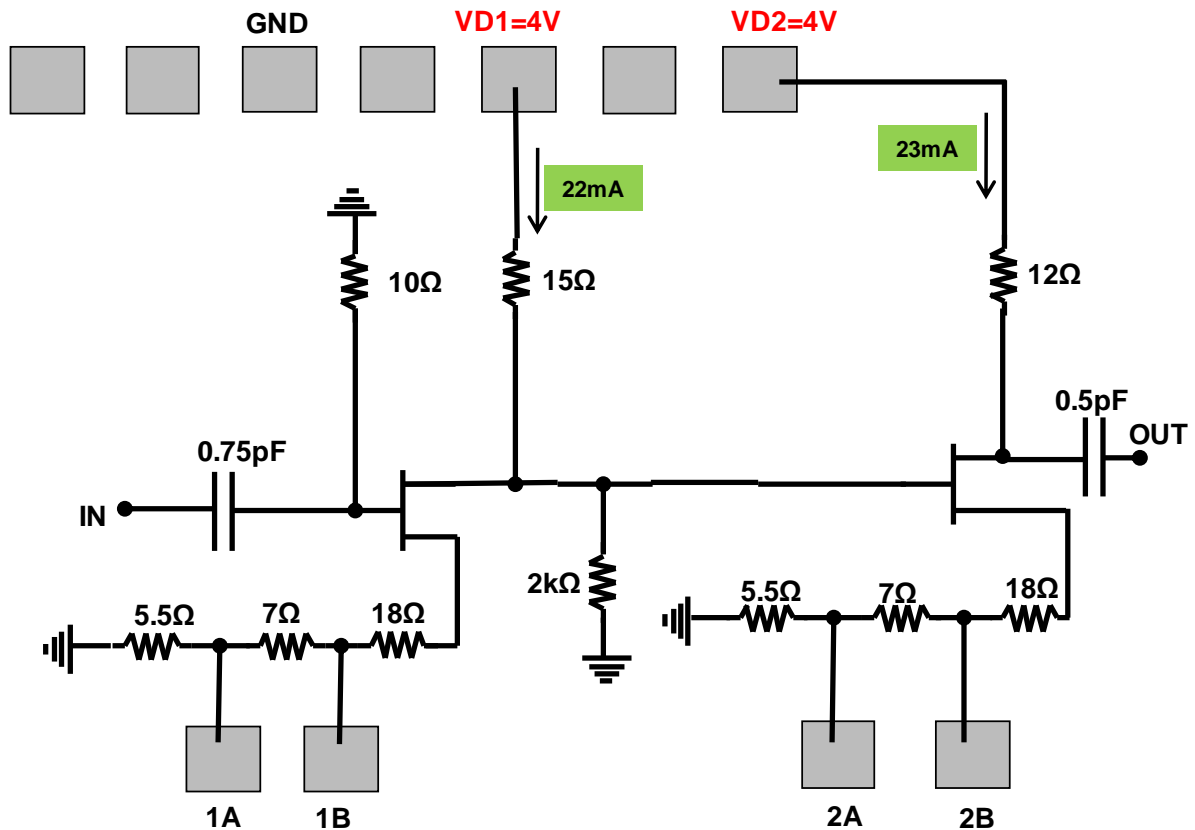 GND
VD1=4V
VD2=4V
23mA
22mA
10Ω
15Ω
12Ω
0.5pF
OUT
0.75pF
IN
2kΩ
5.5Ω
7Ω
18Ω
5.5Ω
7Ω
18Ω
1A
1B
2A
2B